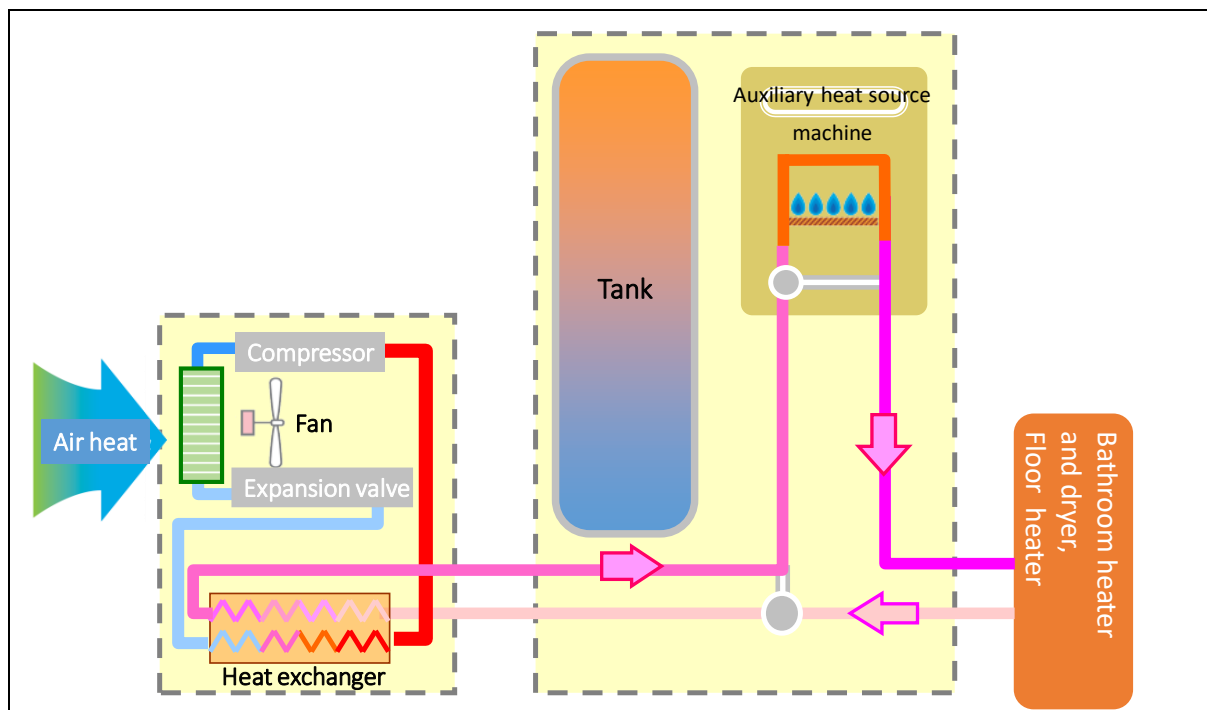 Auxiliary heat source
machine
Tank
Compressor
Fan
Air heat
Expansion valve
Heat exchanger
Bathroom heater
and dryer,
Floor heater